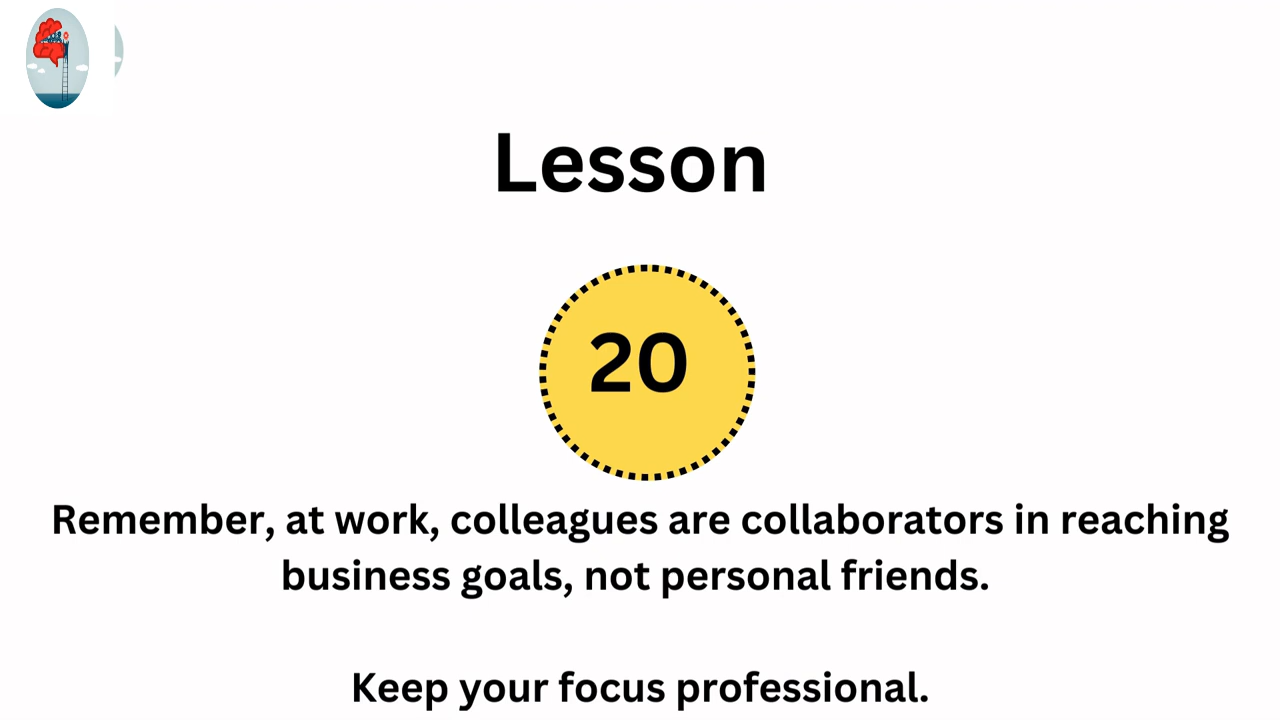 Lesson
20
Remember, at work, colleagues are collaborators in reaching
business goals, not personal friends.
Keep your focus professional.